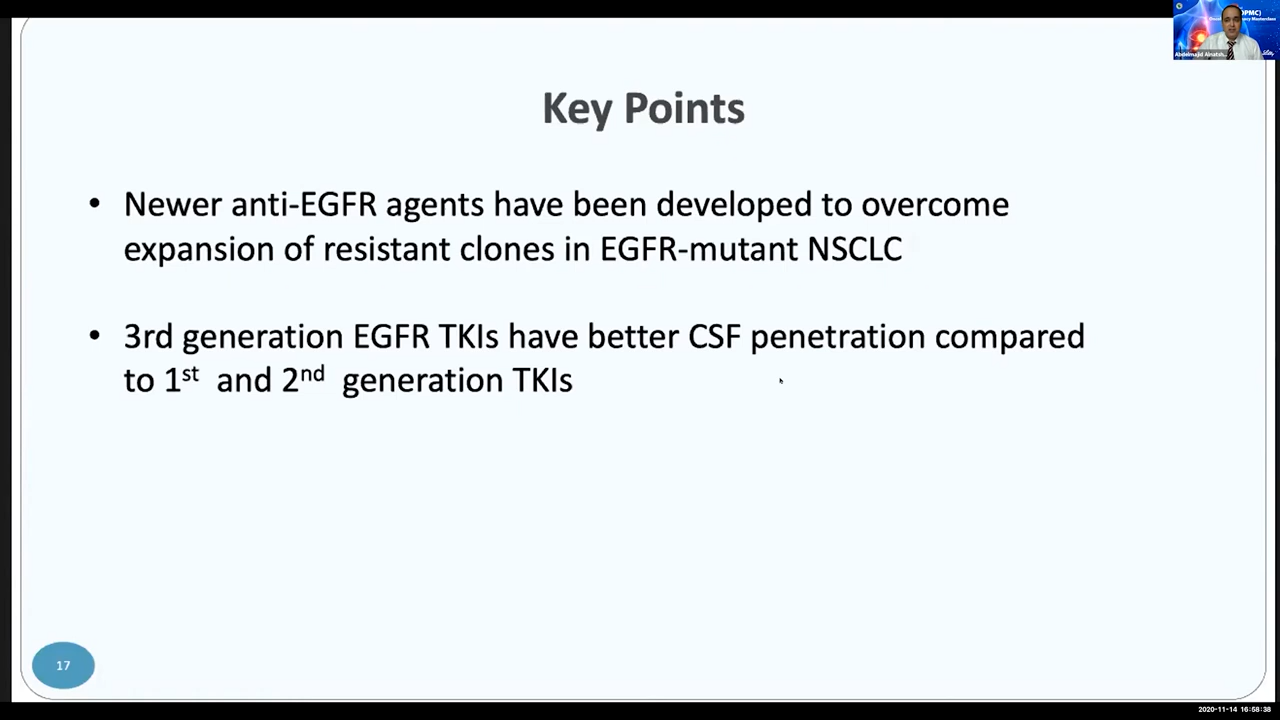 Key Points
• Newer anti-EGFR agents have been developed to overcome
expansion of resistant clones in EGFR-mutant NSCLC
• 3rd generation EGFR TKIs have better CSF penetration compared
to 1st and 2nd generation TKIs
17
Abdelmajid
2020-11-14 16:58:38